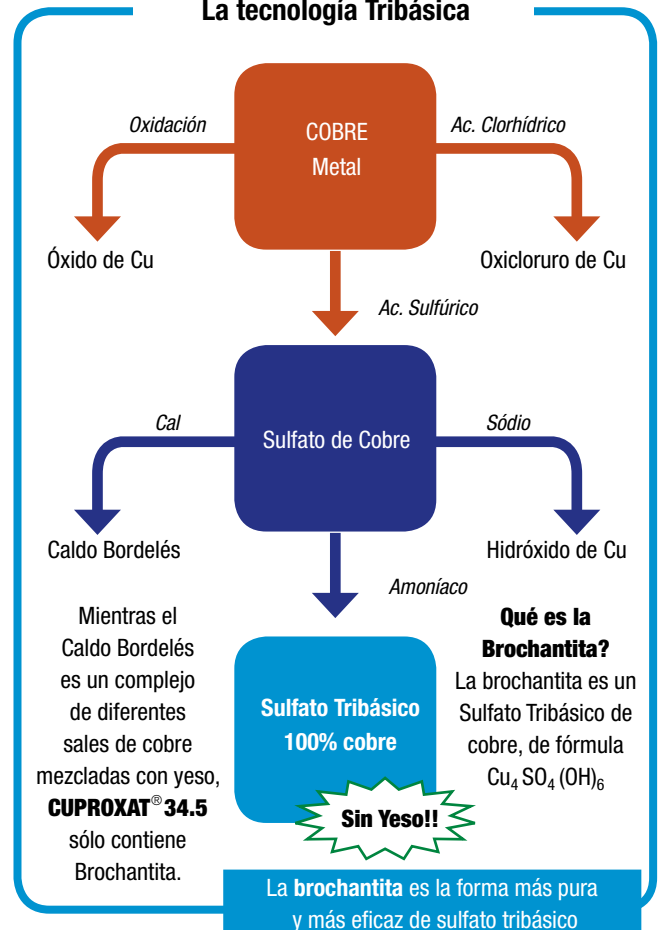 La tecnología Tribásica
Oxidación
COBRE
Metal
Ac. Clorhídrico
Óxido de Cu
Oxicloruro de Cu
Ac. Sulfúrico
Cal
Sulfato de Cobre
Sódio
Caldo Bordelés
Hidróxido de Cu
Amoníaco
Mientras el
Caldo Bordelés
es un complejo
de diferentes
sales de cobre
mezcladas con yeso,
CUPROXAT® 34.5
sólo contiene
Brochantita.
Sulfato Tribásico
100% cobre
Sin Yeso!!
Qué es la
Brochantita?
La brochantita es un
Sulfato Tribásico de
cobre, de fórmula
Cu₄ SO₄ (OH)₆
La brochantita es la forma más pura
y más eficaz de sulfato tribásico